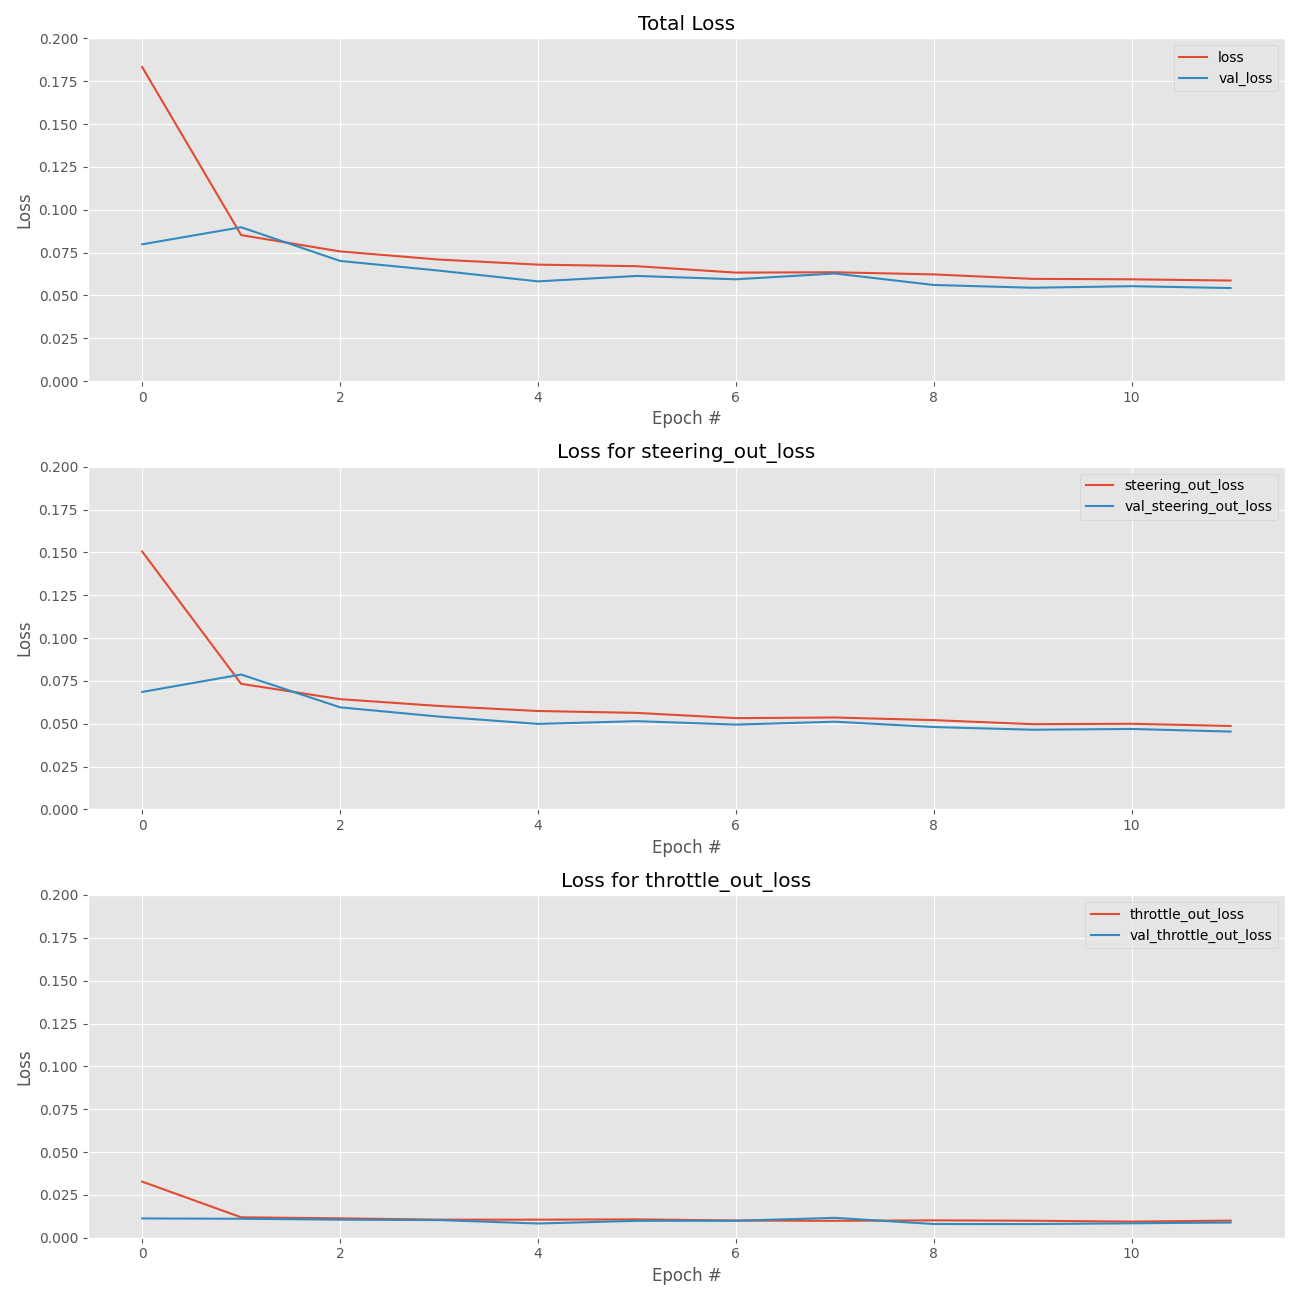 Total Loss
0.200
0.175
0.150
0.125
0.100
0.075
0.050
0.025
0.000
Loss
loss
val_loss
0 2 4 6 8 10
Epoch #
Loss for steering_out_loss
0.200
0.175
0.150
0.125
0.100
0.075
0.050
0.025
0.000
Loss
steering_out_loss
val_steering_out_loss
0 2 4 6 8 10
Epoch #
Loss for throttle_out_loss
0.200
0.175
0.150
0.125
0.100
0.075
0.050
0.025
0.000
Loss
throttle_out_loss
val_throttle_out_loss
0 2 4 6 8 10
Epoch #